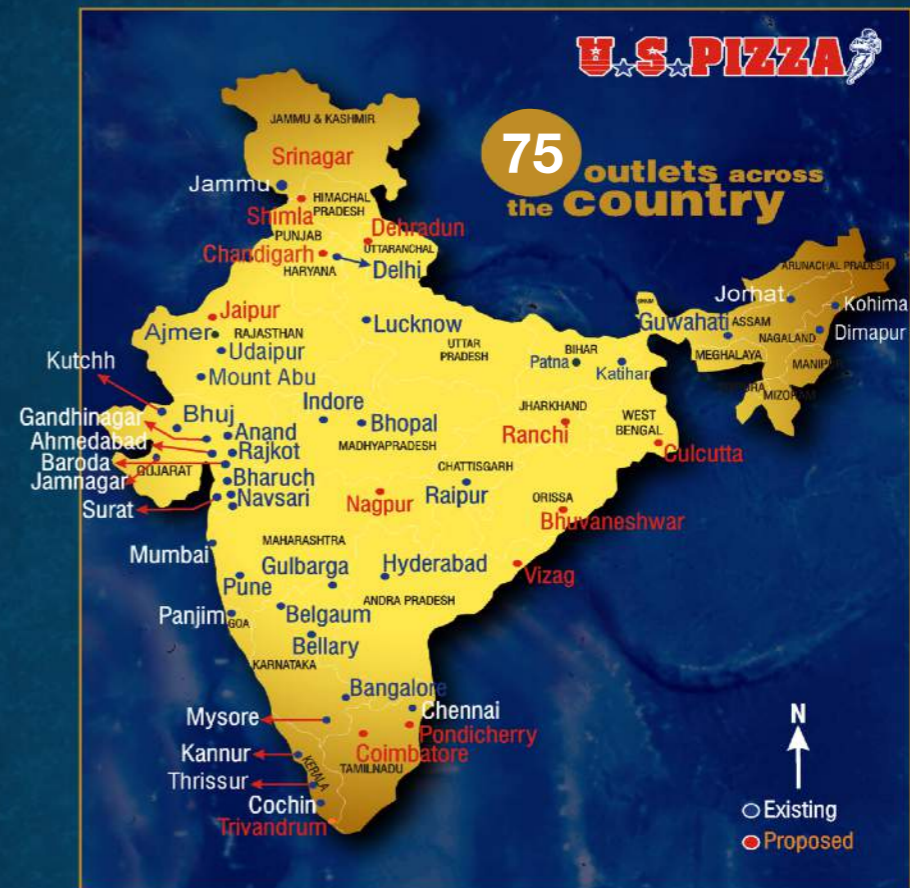 U.S.PIZZA
75
outlets across
the country
JAMMU & KASHMIR
Srinagar
Jammu
HIMACHAL
PRADESH
Shimla
PUNJAB
Dehradun
UTTARANCHAL
Chandigarh
HARYANA
Delhi
ARUNACHAL PRADESH
Jorhat
Kohima
Jaipur
Lucknow
Guwahati
ASSAM
Dimapur
Ajmer
RAJASTHAN
NAGALAND
UTTAR
PRADESH
Udaipur
BIHAR
MEGHALAYA
Kutchh
Patna
Katihar
MANIPUR
Mount Abu
MIZORAM
Indore
JHARKHAND
WEST
BENGAL
Gandhinagar
Bhuj
Bhopal
Anand
Ranchi
Ahmedabad
MADHYAPRADESH
Rajkot
Culcutta
Baroda
GUJARAT
CHATTISGARH
Jamnagar
Bharuch
Raipur
Navsari
Nagpur
ORISSA
Surat
Bhuvaneshwar
MAHARASHTRA
Mumbai
Gulbarga
Hyderabad
Vizag
Pune
ANDRA PRADESH
Panjim
GOA
Belgaum
Bellary
KARNATAKA
Bangalore
Mysore
Chennai
Pondicherry
Kannur
Coimbatore
KERALA
TAMILNADU
Thrissur
Cochin
Trivandrum
N
Existing
Proposed